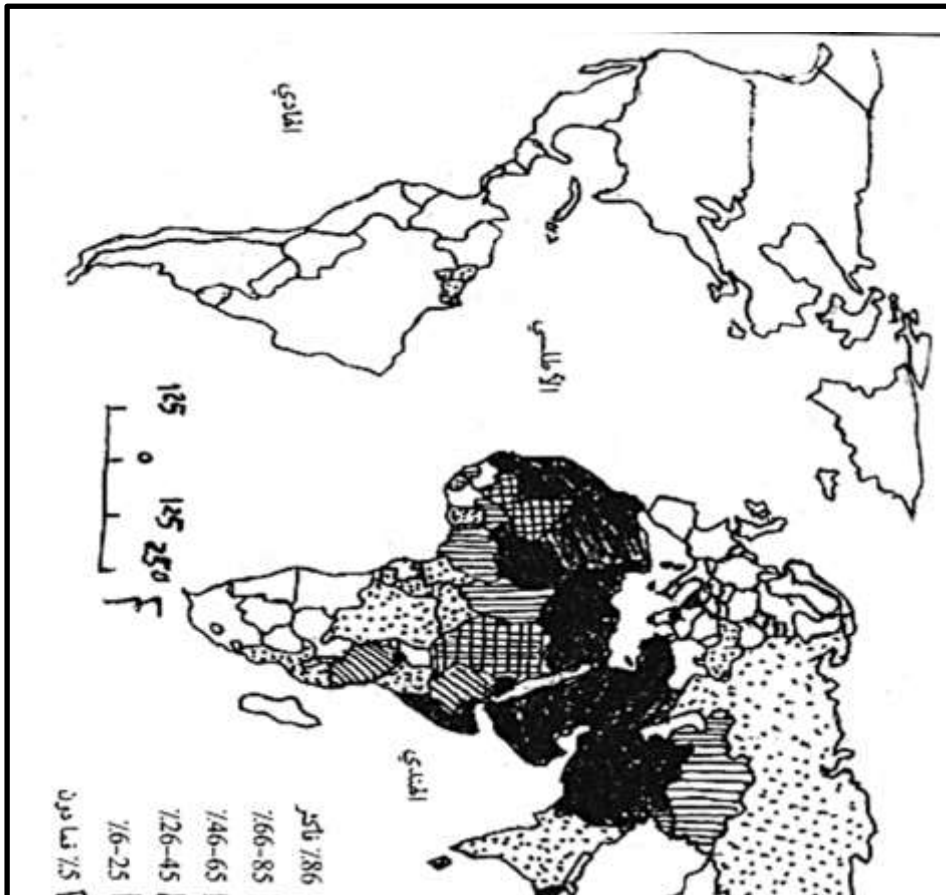 الهادي
الأطلسي
الهندي
125 0 125 250
%86 فأكثر
%66-85
%46-65
%26-45
%6-25
%5 فما دون